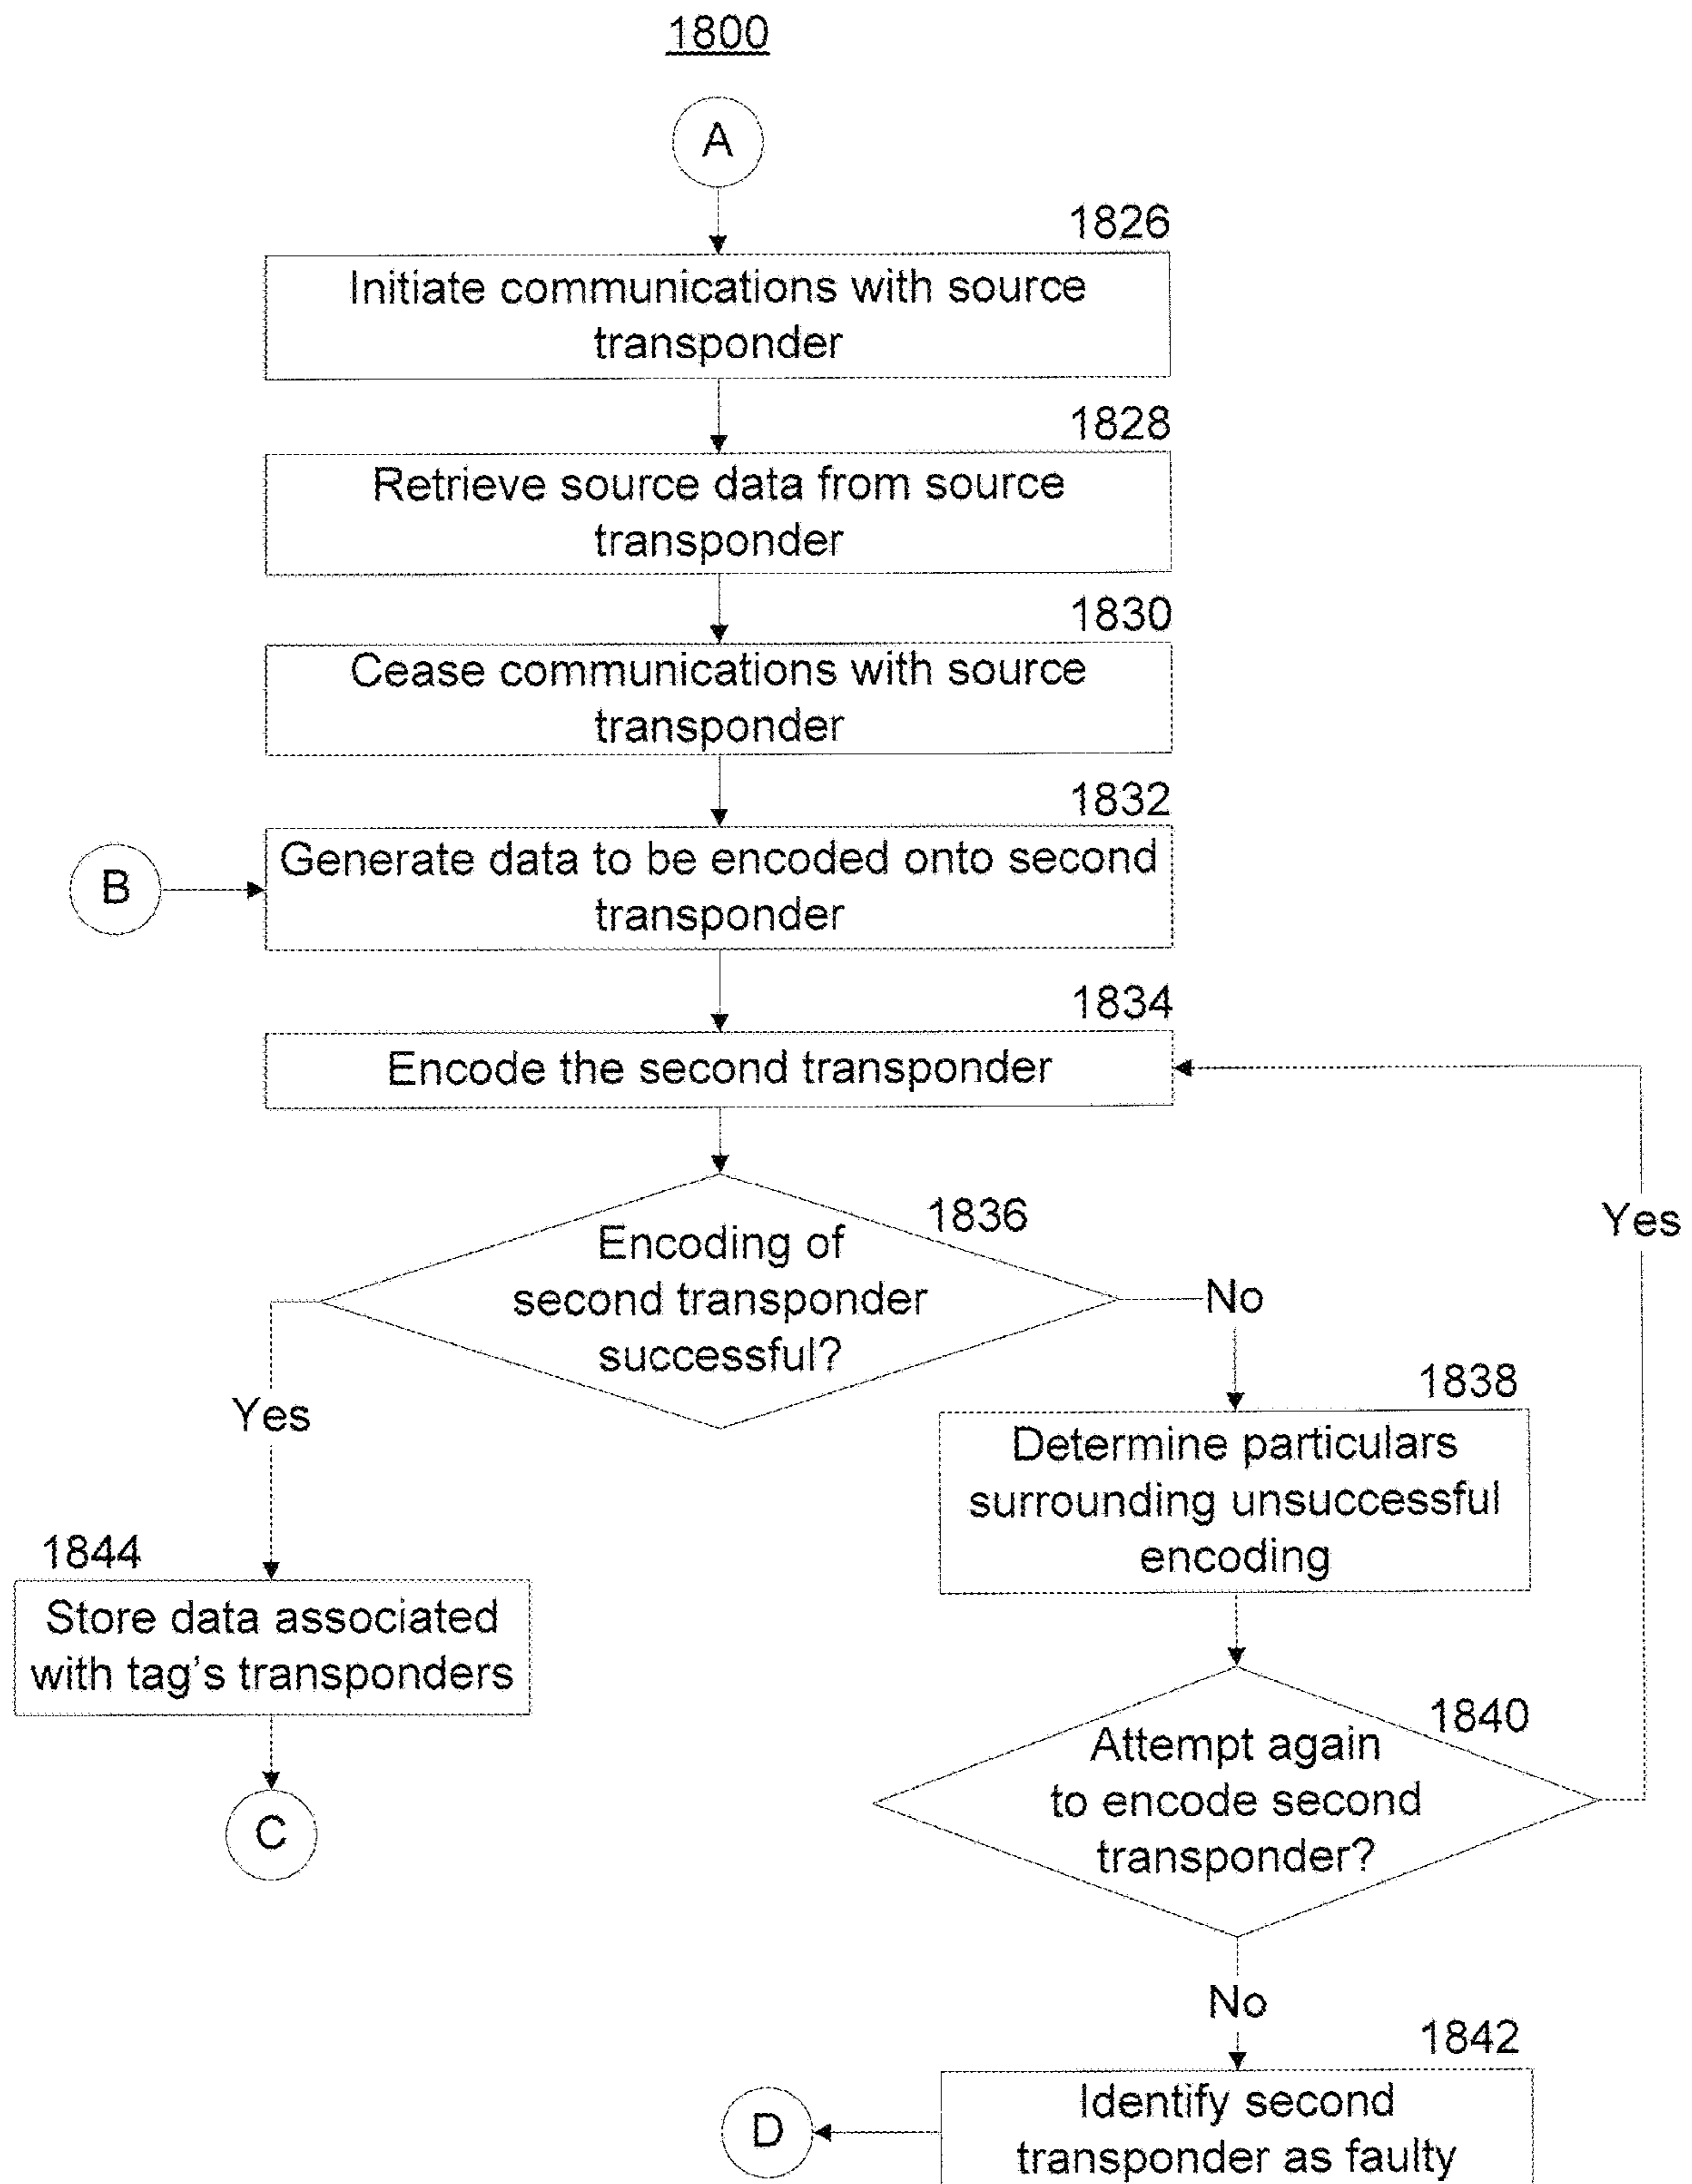 1800
A
1826
Initiate communications with source
transponder
1828
Retrieve source data from source
transponder
1830
Cease communications with source
transponder
1832
B
Generate data to be encoded onto second
transponder
1834
Encode the second transponder
1836
Encoding of
second transponder
successful?
Yes
No
Yes
1838
Determine particulars
surrounding unsuccessful
encoding
1844
Store data associated
with tag's transponders
C
1840
Attempt again
to encode second
transponder?
No
1842
Identify second
transponder as faulty
D